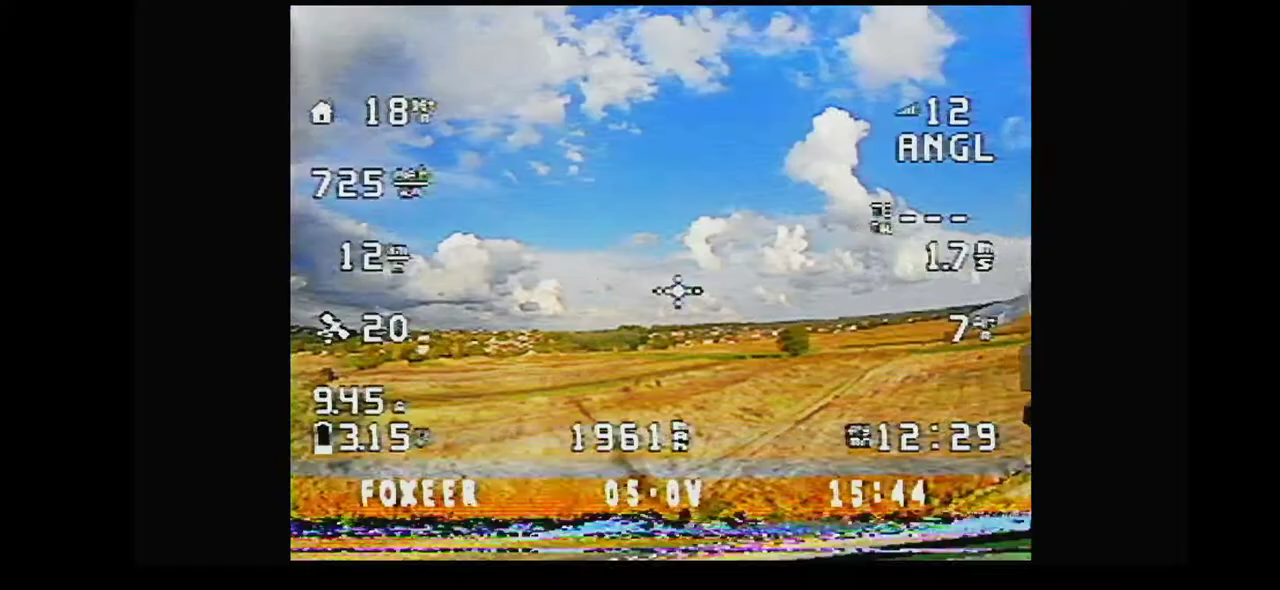 18 12
ANGL
725
12 1.7 m/s
20 7
9.45 A
3.15 1961 12:29
FOXEER 05.0V 15:44